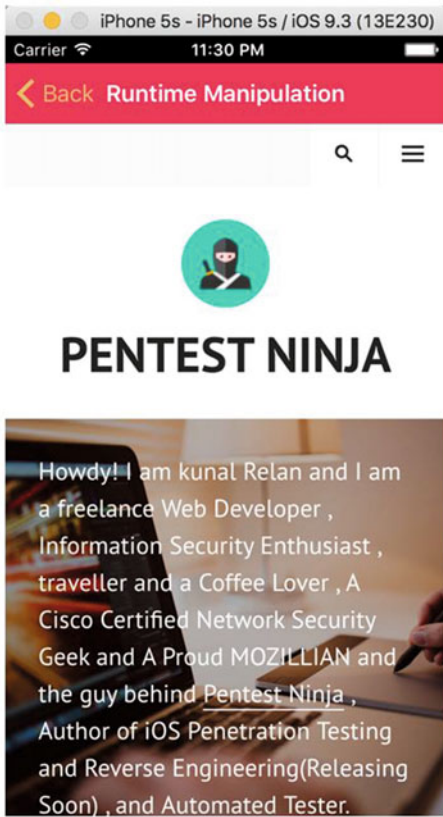 iPhone 5s - iPhone 5s / iOS 9.3 (13E230)
Carrier 11:30 PM
Back Runtime Manipulation
PENTEST NINJA
Howdy! I am kunal Relan and I am
a freelance Web Developer ,
Information Security Enthusiast ,
traveller and a Coffee Lover , A
Cisco Certified Network Security
Geek and A Proud MOZILLIAN and
the guy behind Pentest Ninja ,
Author of iOS Penetration Testing
and Reverse Engineering(Releasing
Soon) , and Automated Tester.